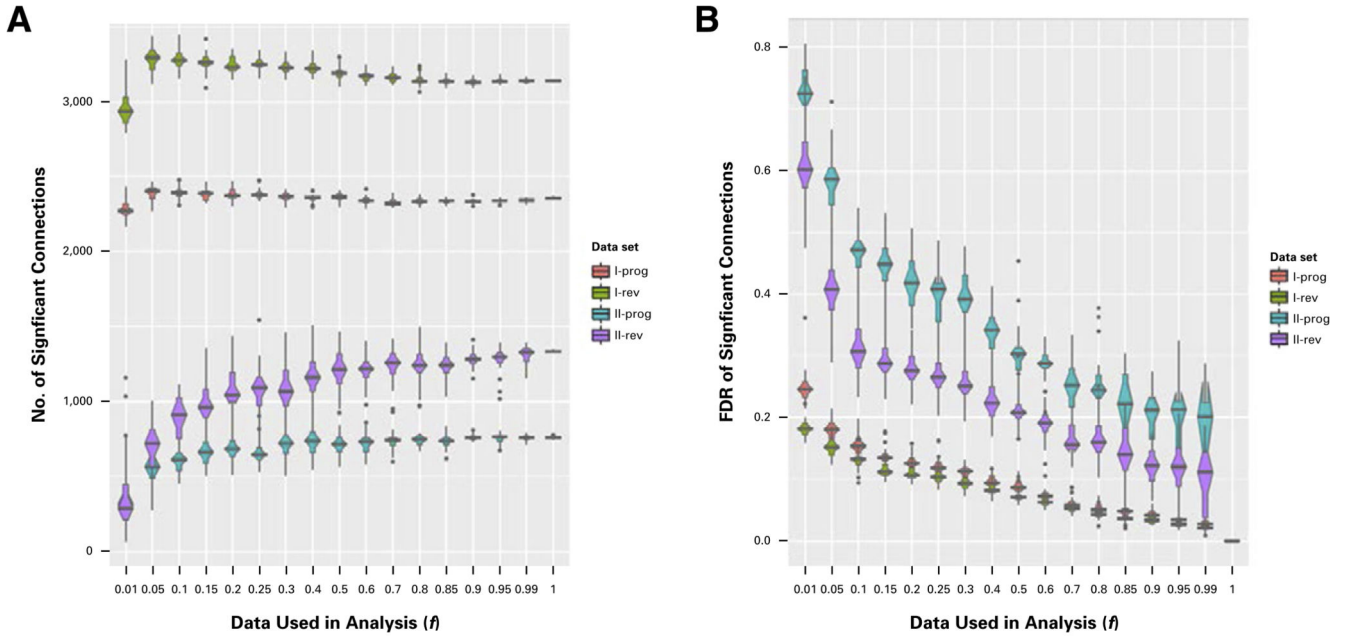 A
No. of Signficant Connections
3,000
2,000
1,000
0
0.01 0.05 0.1 0.15 0.2 0.25 0.3 0.4 0.5 0.6 0.7 0.8 0.85 0.9 0.95 0.99 1
Data Used in Analysis (f)
Data set
I-prog
I-rev
II-prog
II-rev
B
FDR of Signficant Connections
0.8
0.6
0.4
0.2
0.0
0.01 0.05 0.1 0.15 0.2 0.25 0.3 0.4 0.5 0.6 0.7 0.8 0.85 0.9 0.95 0.99 1
Data Used in Analysis (f)
Data set
I-prog
I-rev
II-prog
II-rev